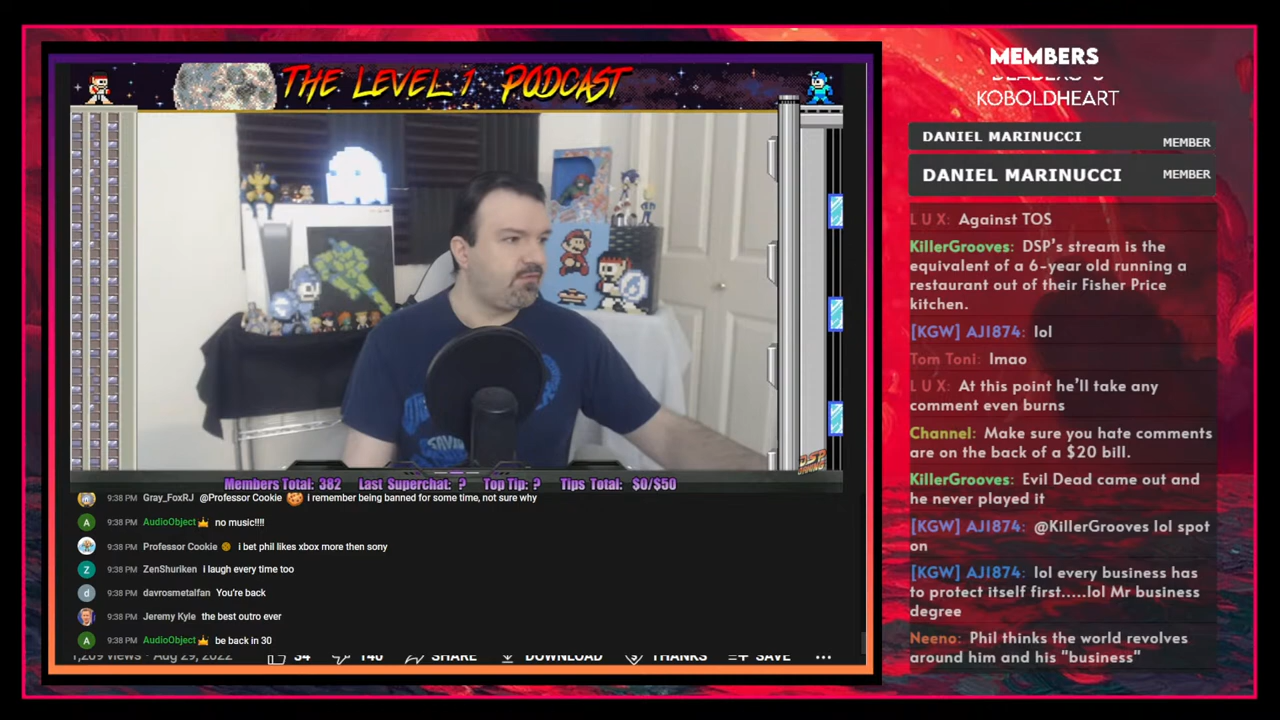 THE LEVEL 1 PODCAST
Members Total: 382 Last Superchat: ? Top Tip: ? Tips Total: $0/$50
Gray_FoxRJ @Professor Cookie 🍪 i remember being banned for some time, not sure why
9:38 PM AudioObject no music!!!!
9:38 PM Professor Cookie i bet phil likes xbox more then sony
9:38 PM ZenShuriken i laugh every time too
9:38 PM davrosmetalfan You're back
9:38 PM Jeremy Kyle the best outro ever
9:38 PM AudioObject be back in 30
1,209 views • Aug 29, 2022 34 140 SHARE DOWNLOAD THANKS SAVE ...
MEMBERS
KOBOLDHEART
DANIEL MARINUCCI MEMBER
DANIEL MARINUCCI MEMBER
L U X: Against TOS
KillerGrooves: DSP's stream is the
equivalent of a 6-year old running a
restaurant out of their Fisher Price
kitchen.
[KGW] AJ1874: lol
Tom Toni: lmao
L U X: At this point he'll take any
comment even burns
Channel: Make sure you hate comments
are on the back of a $20 bill.
KillerGrooves: Evil Dead came out and
he never played it
[KGW] AJ1874: @KillerGrooves lol spot
on
[KGW] AJ1874: lol every business has
to protect itself first.....lol Mr business
degree
Neeno: Phil thinks the world revolves
around him and his "business"